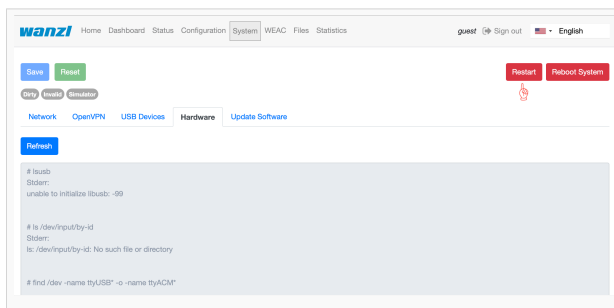 wanzl Home Dashboard Status Configuration System WEAC Files Statistics guest Sign out English
Save Reset Restart Reboot System
Dirty Invalid Simulator
Network OpenVPN USB Devices Hardware Update Software
Refresh
# lsusb
Stderr:
unable to initialize libusb: -99
# ls /dev/input/by-id
Stderr:
ls: /dev/input/by-id: No such file or directory
# find /dev -name ttyUSB* -o -name ttyACM*